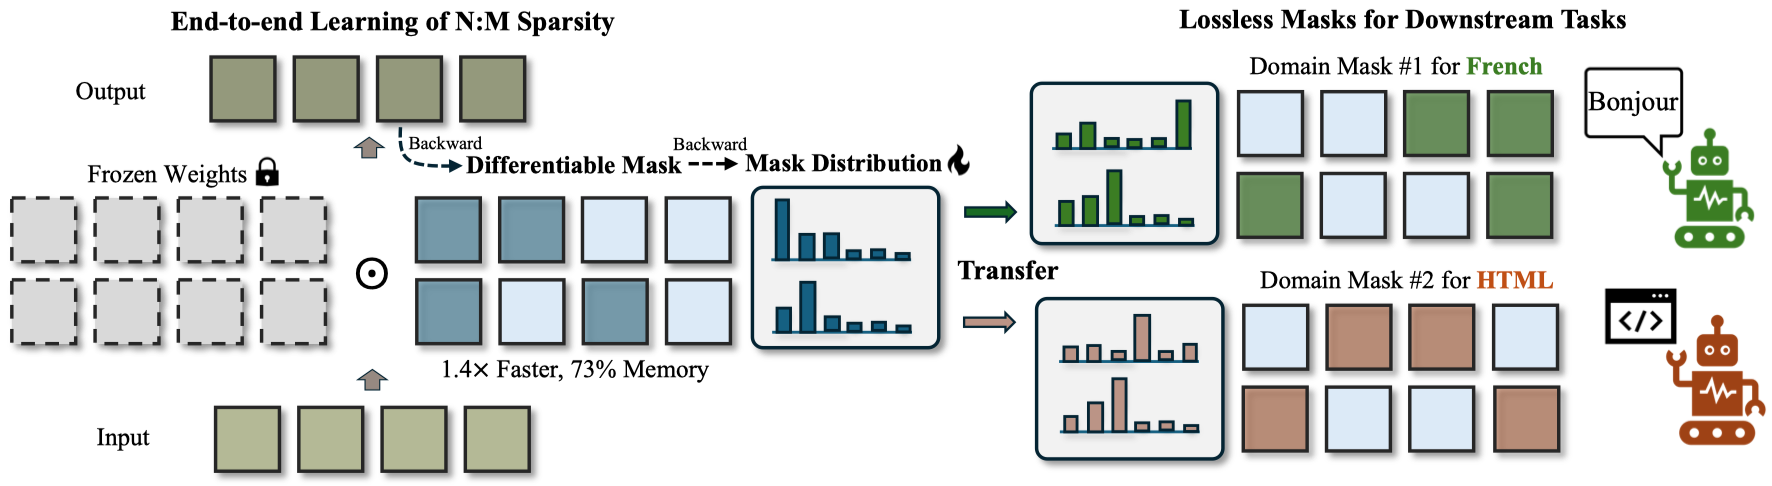 End-to-end Learning of N:M Sparsity
Output
Backward
Backward
Differentiable Mask
Mask Distribution
Frozen Weights
1.4× Faster, 73% Memory
Input
Transfer
Lossless Masks for Downstream Tasks
Domain Mask #1 for French
Bonjour
Domain Mask #2 for HTML
</>